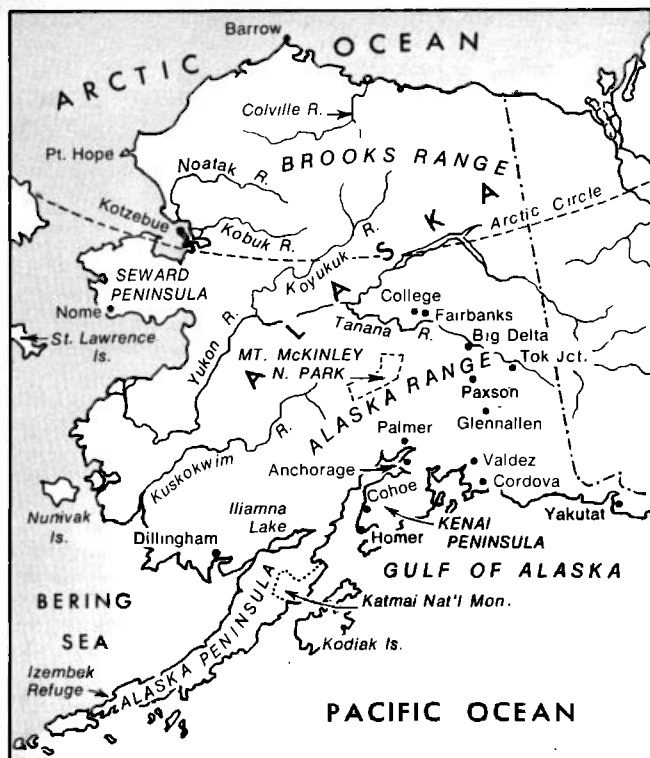 Barrow
ARCTIC OCEAN
Colville R.
Pt. Hope
Noatak R.
BROOKS RANGE
Kotzebue
Kobuk R.
Arctic Circle
ALASKA
Koyukuk R.
SEWARD
PENINSULA
Nome
St. Lawrence
Is.
College
Fairbanks
Tanana R.
Big Delta
Yukon R.
MT. McKINLEY
N. PARK
Tok Jct.
ALASKA RANGE
Paxson
Glennallen
Palmer
Kuskokwim R.
Anchorage
Valdez
Cordova
Cohoe
Nunivak
Is.
Iliamna
Lake
Yakutat
KENAI
PENINSULA
Dillingham
Homer
GULF OF ALASKA
BERING
SEA
Katmai Nat'l Mon.
Kodiak Is.
Izembek
Refuge
ALASKA PENINSULA
PACIFIC OCEAN